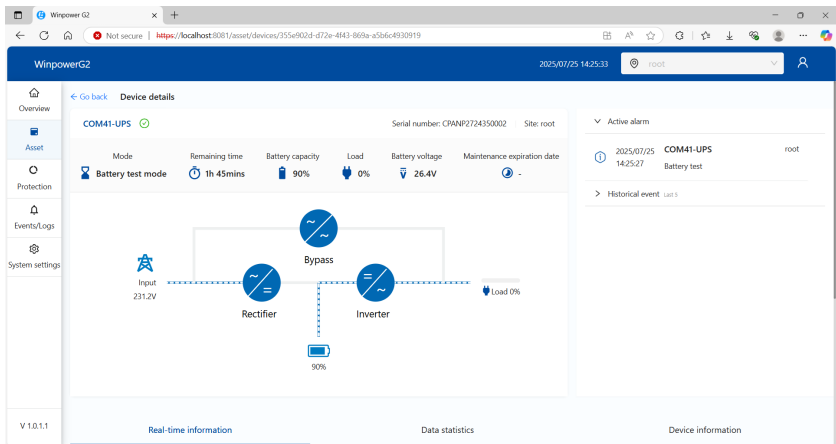 Winpower G2
Not secure https://localhost:8081/asset/devices/355e902d-d72e-4f43-869a-a5b6c4930919
WinpowerG2
2025/07/25 14:25:33
root
Overview
Asset
Protection
Events/Logs
System settings
V 1.0.1.1
Go back Device details
COM41-UPS
Serial number: CPANP2724350002 Site: root
Mode Remaining time Battery capacity Load Battery voltage Maintenance expiration date
Battery test mode 1h 45mins 90% 0% 26.4V -
Bypass
Input
231.2V
Rectifier
Inverter
Load 0%
90%
Active alarm
2025/07/25 COM41-UPS root
14:25:27 Battery test
Historical event Last 5
Real-time information Data statistics Device information